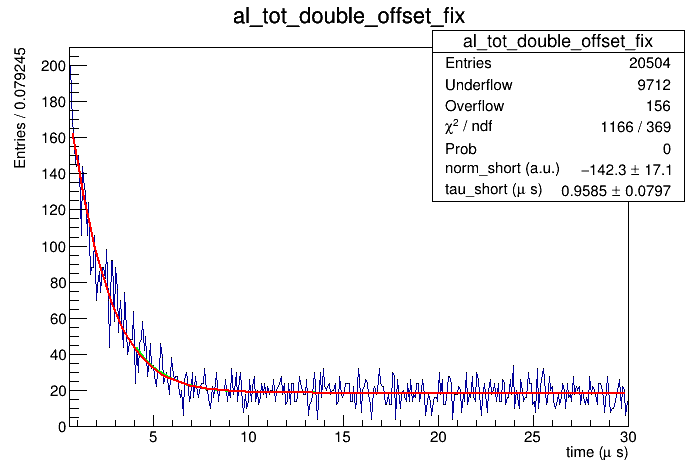 al_tot_double_offset_fix
al_tot_double_offset_fix
Entries 20504
Underflow 9712
Overflow 156
χ² / ndf 1166 / 369
Prob 0
norm_short (a.u.) −142.3 ± 17.1
tau_short (μ s) 0.9585 ± 0.0797
Entries / 0.079245
200
180
160
140
120
100
80
60
40
20
0
5 10 15 20 25 30
time (μ s)